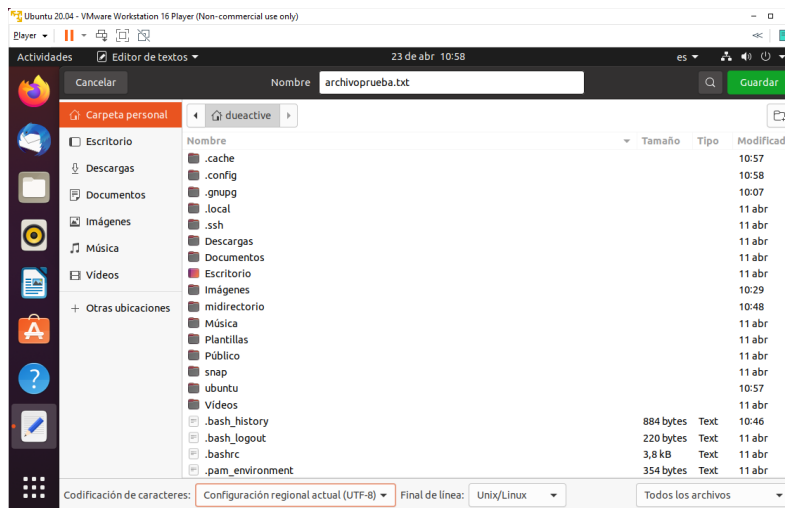 Ubuntu 20.04 - VMware Workstation 16 Player (Non-commercial use only)
Player
Actividades Editor de textos 23 de abr 10:58 es
Cancelar Nombre archivoprueba.txt Guardar
Carpeta personal dueactive
Escritorio Nombre Tamaño Tipo Modificad
Descargas
Documentos
Imágenes
Música
Vídeos
+ Otras ubicaciones
.cache 10:57
.config 10:58
.gnupg 10:07
.local 11 abr
.ssh 11 abr
Descargas 11 abr
Documentos 11 abr
Escritorio 11 abr
Imágenes 10:29
midirectorio 10:48
Música 11 abr
Plantillas 11 abr
Público 11 abr
snap 11 abr
ubuntu 10:57
Vídeos 11 abr
.bash_history 884 bytes Text 10:46
.bash_logout 220 bytes Text 11 abr
.bashrc 3,8 kB Text 11 abr
.pam_environment 354 bytes Text 11 abr
Codificación de caracteres: Configuración regional actual (UTF-8) Final de línea: Unix/Linux Todos los archivos